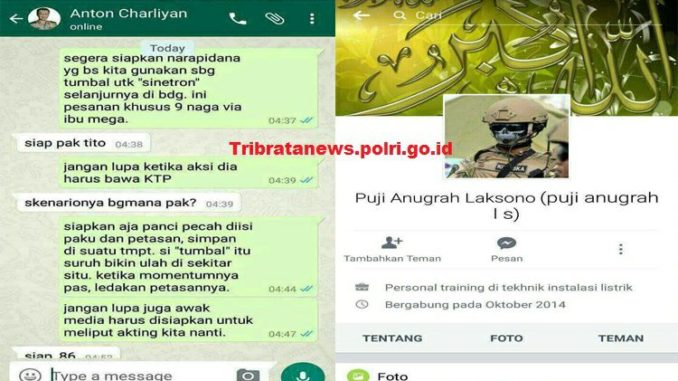 Anton Charliyan
online
Today
segera siapkan narapidana
yg bs kita gunakan sbg
tumbal utk "sinetron"
selanjurnya di bdg. ini
pesanan khusus 9 naga via
ibu mega.
04:37
siap pak tito 04:38
jangan lupa ketika aksi dia
harus bawa KTP 04:39
skenarionya bgmana pak? 04:39
siapkan aja panci pecah diisi
paku dan petasan, simpan
di suatu tmpt. si "tumbal" itu
suruh bikin ulah di sekitar
situ. ketika momentumnya
pas, ledakan petasannya.
04:44
jangan lupa juga awak
media harus disiapkan untuk
meliput akting kita nanti.
04:47
siap 86 04:52
Type a message
Tribratanews.polri.go.id
Cari
الله أكبر
Puji Anugrah Laksono (puji anugrah
l s)
Tambahkan Teman
Pesan
Personal training di tekhnik instalasi listrik
Bergabung pada Oktober 2014
TENTANG
FOTO
TEMAN
Foto